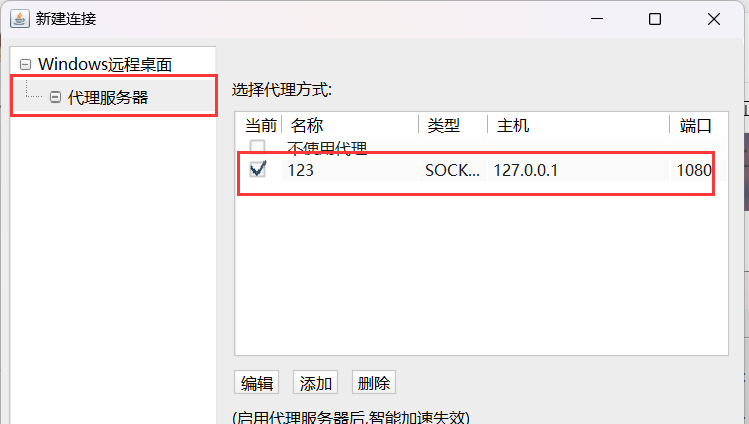 新建连接
Windows远程桌面
代理服务器
选择代理方式:
当前 名称 类型 主机 端口
不使用代理
123 SOCK... 127.0.0.1 1080
编辑 添加 删除
(启用代理服务器后,智能加速失效)